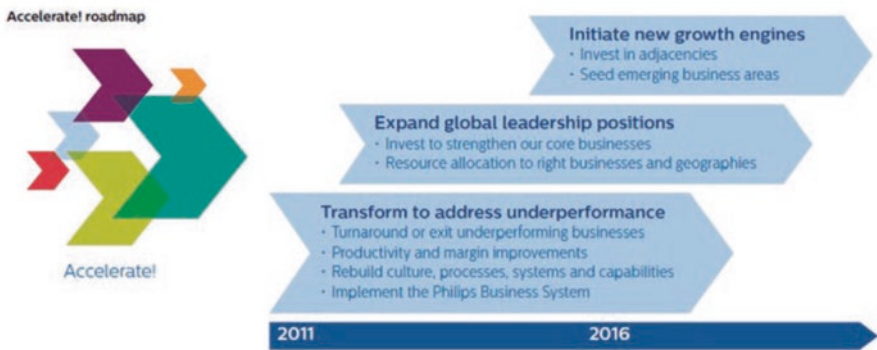 Accelerate! roadmap
Initiate new growth engines
· Invest in adjacencies
· Seed emerging business areas
Expand global leadership positions
· Invest to strengthen our core businesses
· Resource allocation to right businesses and geographies
Transform to address underperformance
· Turnaround or exit underperforming businesses
· Productivity and margin improvements
· Rebuild culture, processes, systems and capabilities
· Implement the Philips Business System
Accelerate!
2011 2016